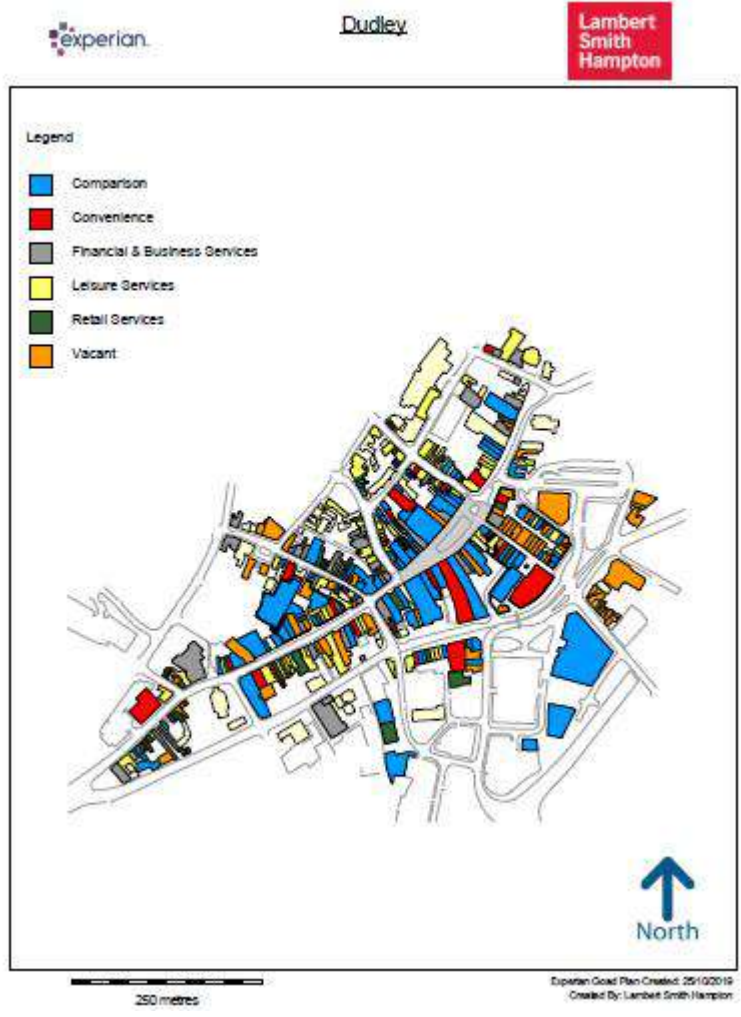 experian.
Dudley
Lambert
Smith
Hampton
Legend
Comparison
Convenience
Financial & Business Services
Leisure Services
Retail Services
Vacant
North
250 metres
Experian Goad Plan Created: 25/10/2019
Created By: Lambert Smith Hampton